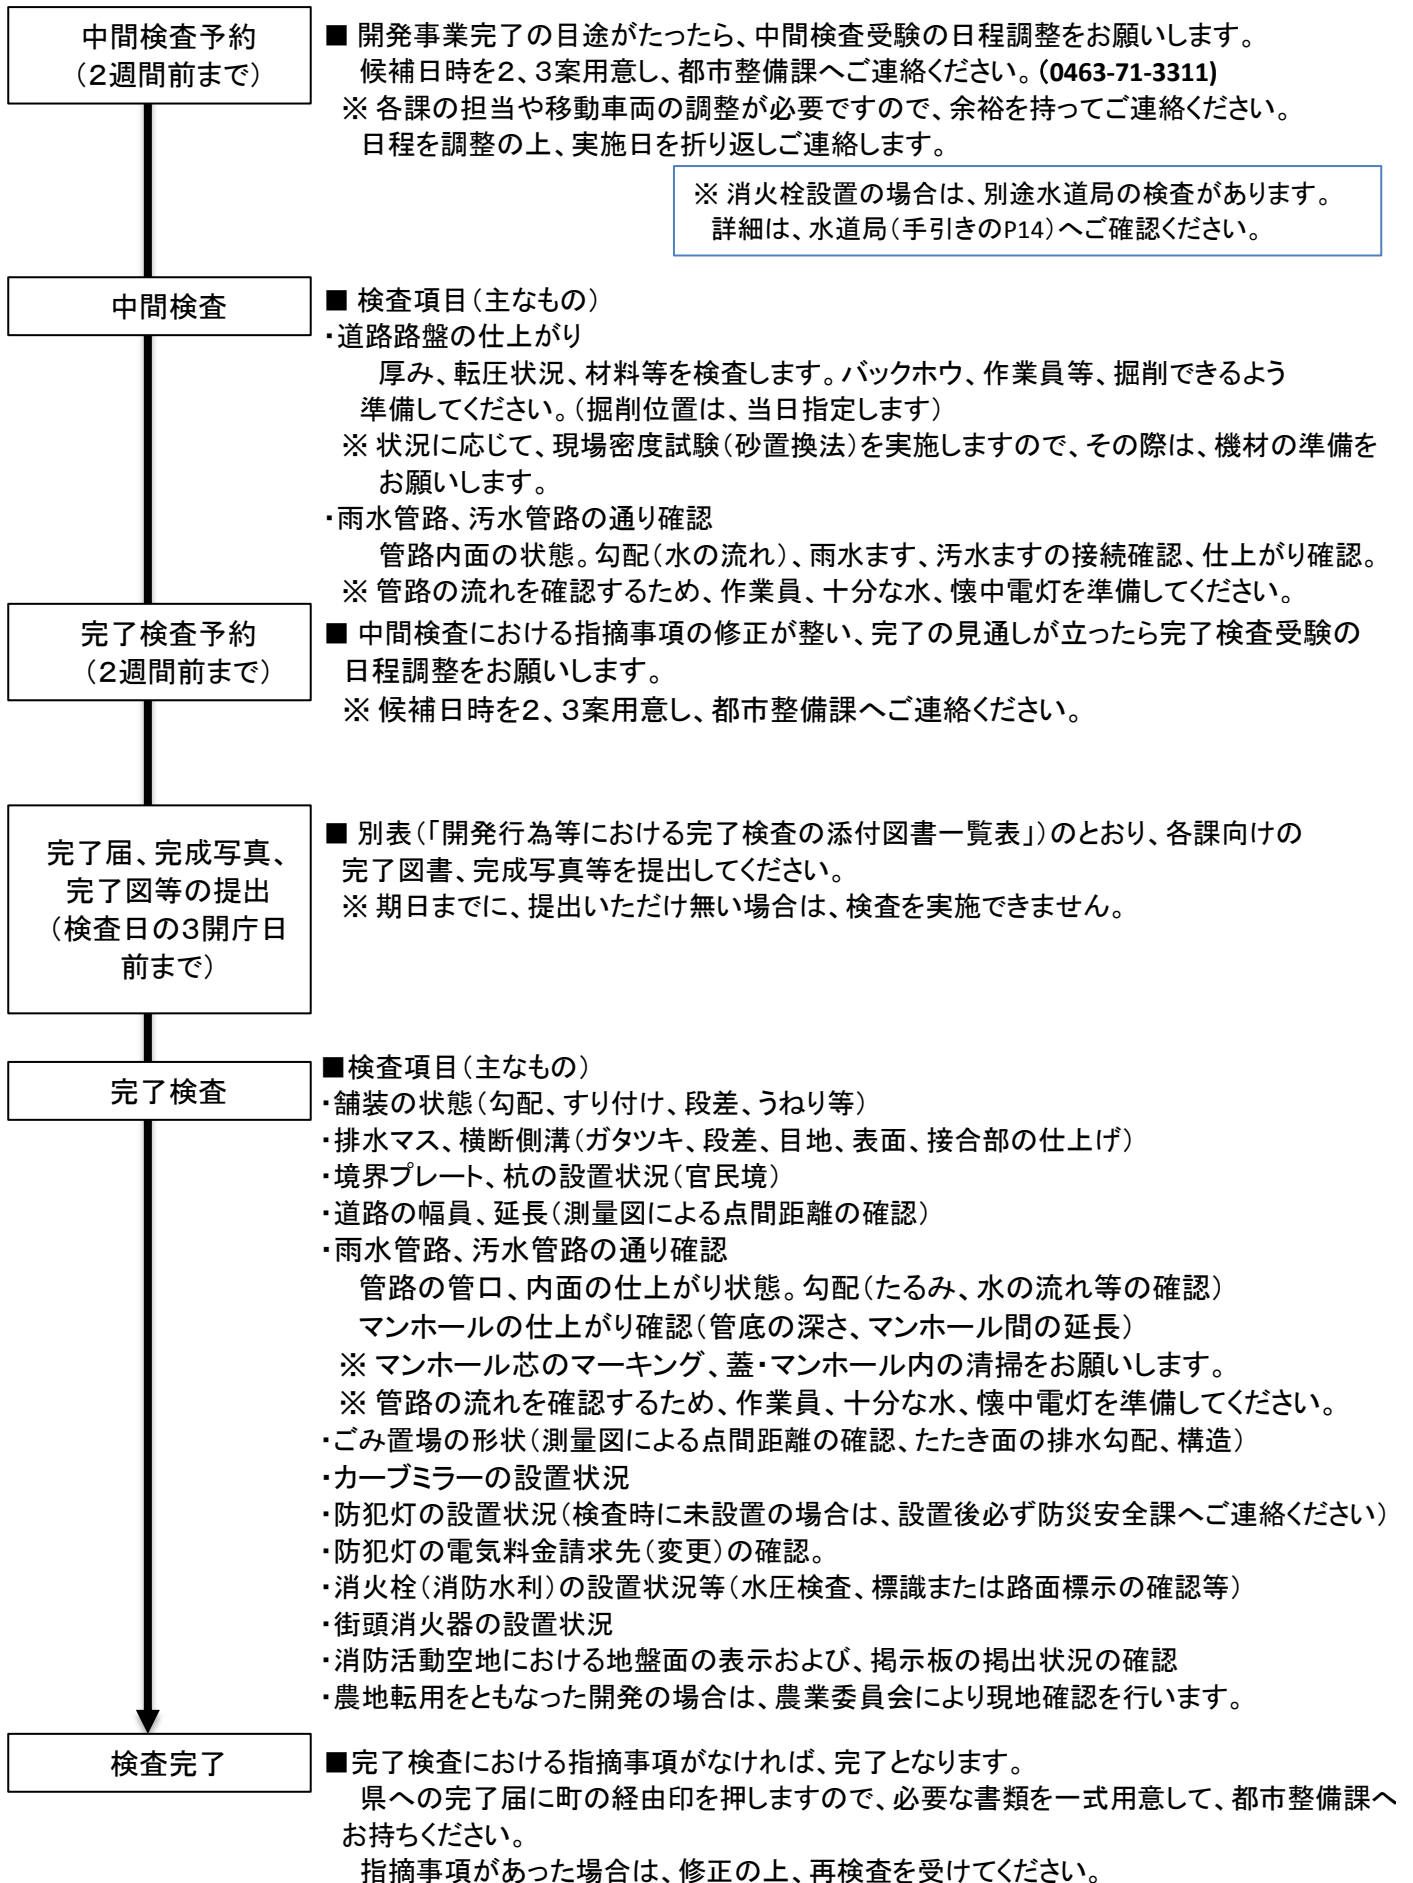 中間検査予約
（２週間前まで）
■ 開発事業完了の目途がたったら、中間検査受験の日程調整をお願いします。
候補日時を２、３案用意し、都市整備課へご連絡ください。（0463-71-3311)
※ 各課の担当や移動車両の調整が必要ですので、余裕を持ってご連絡ください。
日程を調整の上、実施日を折り返しご連絡します。
※ 消火栓設置の場合は、別途水道局の検査があります。
詳細は、水道局（手引きのP14）へご確認ください。
中間検査
■ 検査項目（主なもの）
・道路路盤の仕上がり
厚み、転圧状況、材料等を検査します。バックホウ、作業員等、掘削できるよう
準備してください。（掘削位置は、当日指定します）
※ 状況に応じて、現場密度試験（砂置換法）を実施しますので、その際は、機材の準備を
お願いします。
・雨水管路、汚水管路の通り確認
管路内面の状態。勾配（水の流れ）、雨水ます、汚水ますの接続確認、仕上がり確認。
※ 管路の流れを確認するため、作業員、十分な水、懐中電灯を準備してください。
完了検査予約
（２週間前まで）
■ 中間検査における指摘事項の修正が整い、完了の見通しが立ったら完了検査受験の
日程調整をお願いします。
※ 候補日時を２、３案用意し、都市整備課へご連絡ください。
完了届、完成写真、
完了図等の提出
（検査日の３開庁日
前まで）
■ 別表（「開発行為等における完了検査の添付図書一覧表」）のとおり、各課向けの
完了図書、完成写真等を提出してください。
※ 期日までに、提出いただけ無い場合は、検査を実施できません。
完了検査
■検査項目（主なもの）
・舗装の状態（勾配、すり付け、段差、うねり等）
・排水マス、横断側溝（ガタツキ、段差、目地、表面、接合部の仕上げ）
・境界プレート、杭の設置状況（官民境）
・道路の幅員、延長（測量図による点間距離の確認）
・雨水管路、汚水管路の通り確認
管路の管口、内面の仕上がり状態。勾配（たるみ、水の流れ等の確認）
マンホールの仕上がり確認（管底の深さ、マンホール間の延長）
※ マンホール芯のマーキング、蓋・マンホール内の清掃をお願いします。
※ 管路の流れを確認するため、作業員、十分な水、懐中電灯を準備してください。
・ごみ置場の形状（測量図による点間距離の確認、たたき面の排水勾配、構造）
・カーブミラーの設置状況
・防犯灯の設置状況（検査時に未設置の場合は、設置後必ず防災安全課へご連絡ください）
・防犯灯の電気料金請求先（変更）の確認。
・消火栓（消防水利）の設置状況等（水圧検査、標識または路面標示の確認等）
・街頭消火器の設置状況
・消防活動空地における地盤面の表示および、掲示板の掲出状況の確認
・農地転用をともなった開発の場合は、農業委員会により現地確認を行います。
検査完了
■完了検査における指摘事項がなければ、完了となります。
県への完了届に町の経由印を押しますので、必要な書類を一式用意して、都市整備課へ
お持ちください。
指摘事項があった場合は、修正の上、再検査を受けてください。